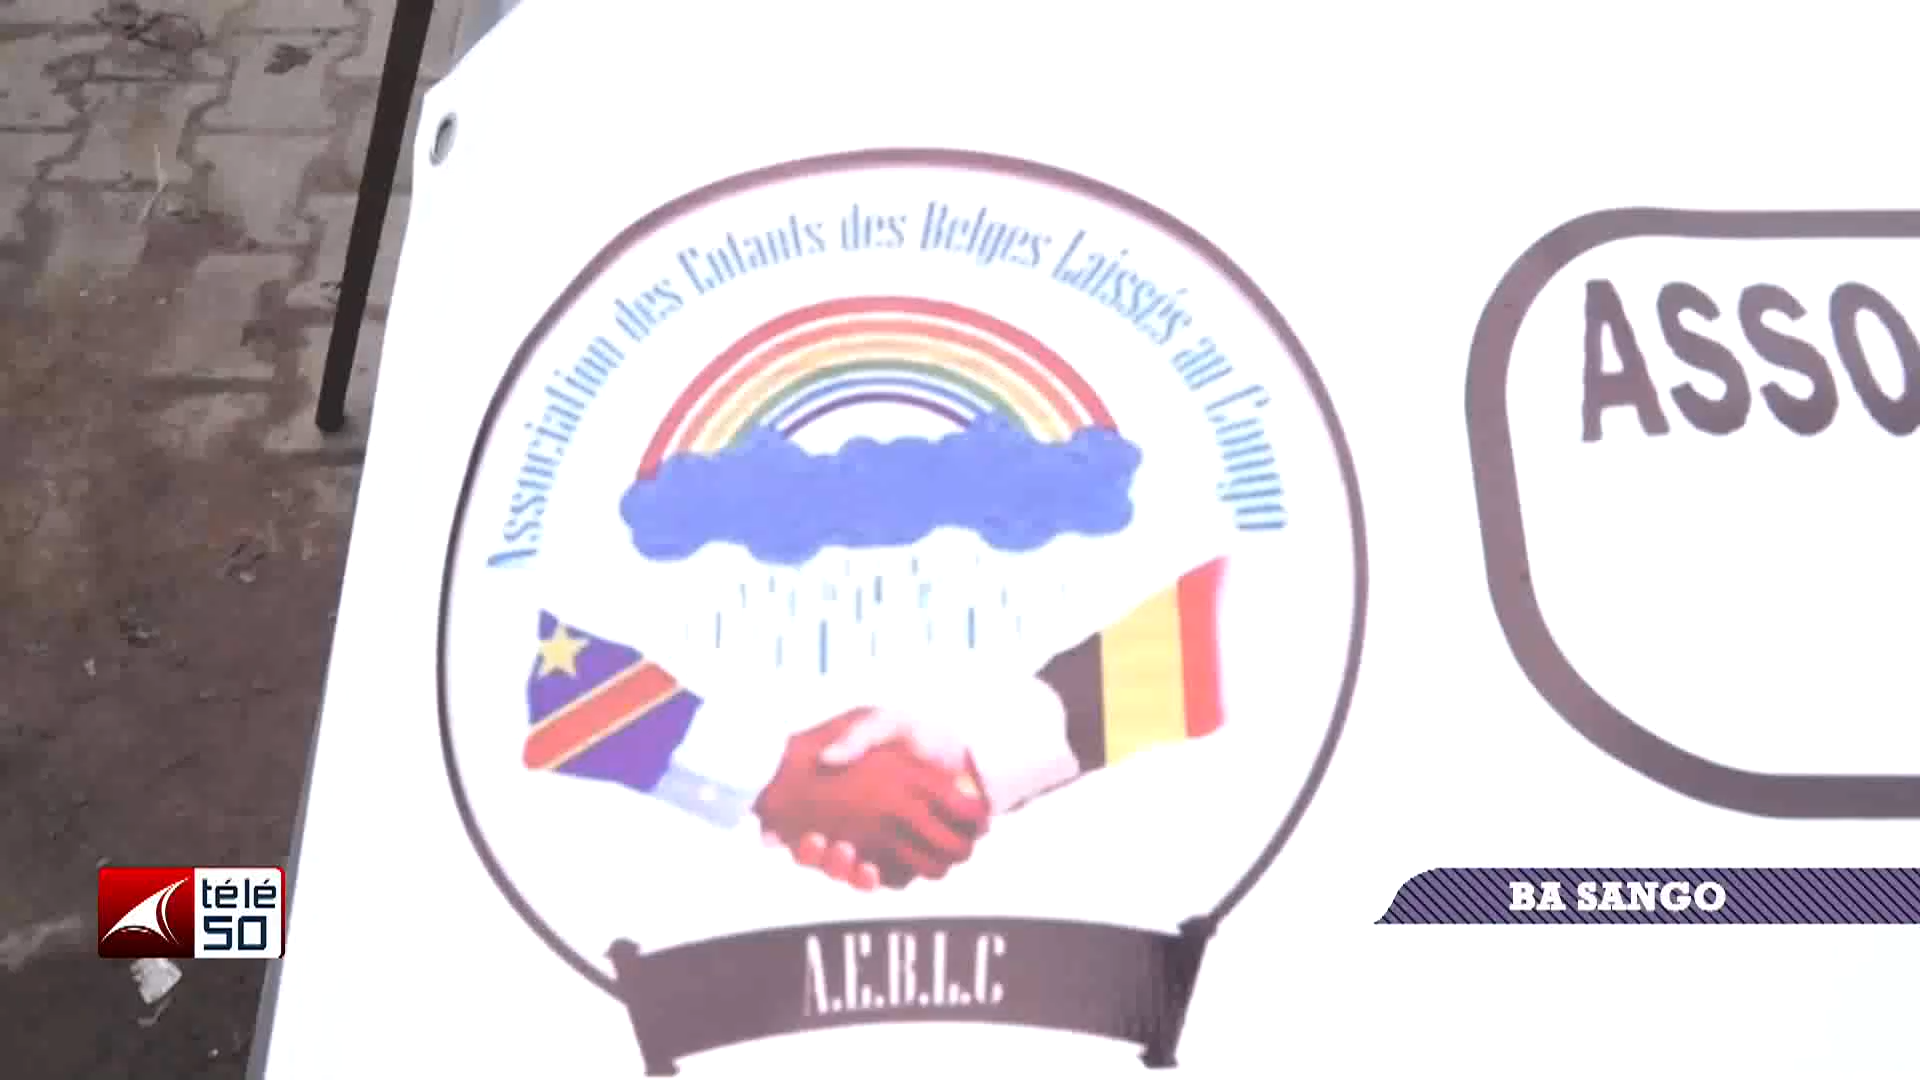 Association des Enfants des Belges Laissés au Congo
ASSO
A.E.B.L.C
télé
50
BA SANGO